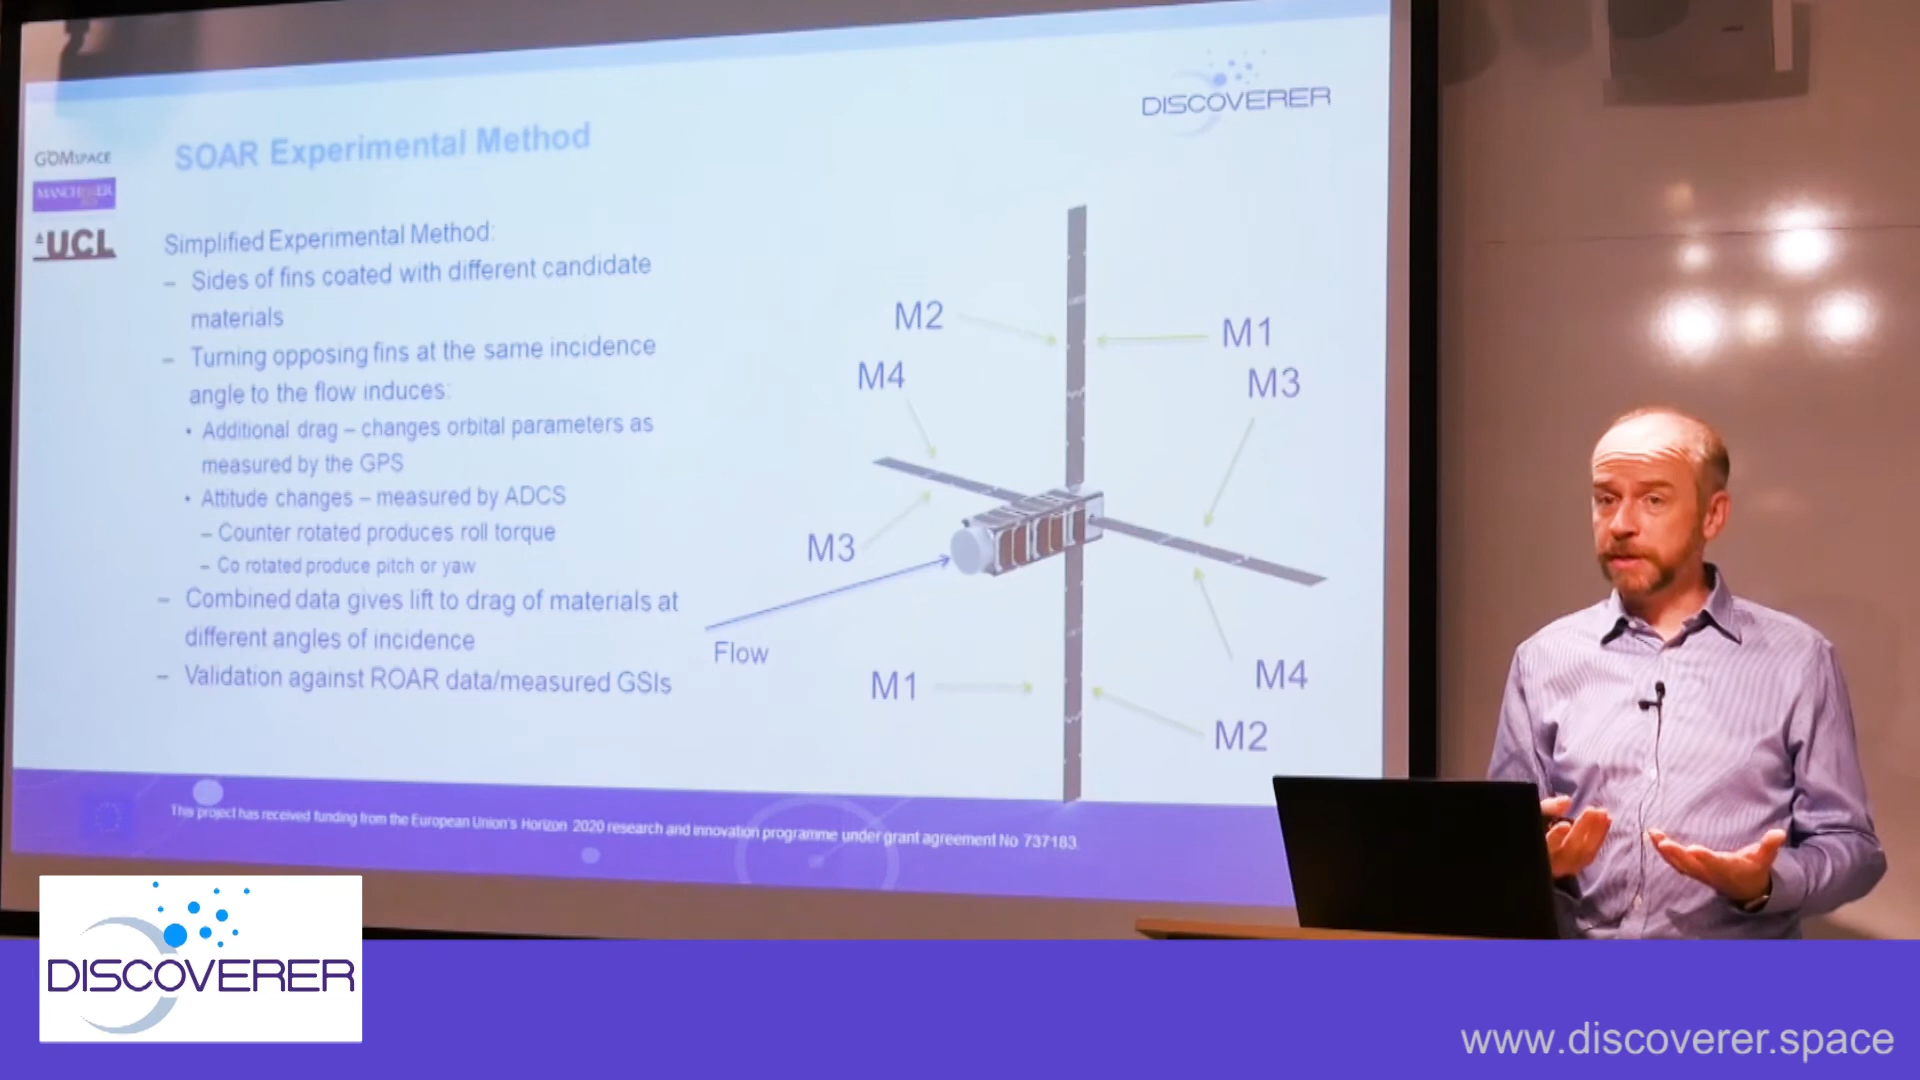 DISCOVERER
SOAR Experimental Method
GOMSPACE
MANCHESTER
UCL
Simplified Experimental Method:
– Sides of fins coated with different candidate
materials
– Turning opposing fins at the same incidence
angle to the flow induces:
• Additional drag – changes orbital parameters as
measured by the GPS
• Attitude changes – measured by ADCS
– Counter rotated produces roll torque
– Co rotated produce pitch or yaw
– Combined data gives lift to drag of materials at
different angles of incidence
– Validation against ROAR data/measured GSIs
M2
M1
M4
M3
M3
Flow
M1
M4
M2
This project has received funding from the European Union's Horizon 2020 research and innovation programme under grant agreement No 737183.
DISCOVERER
www.discoverer.space